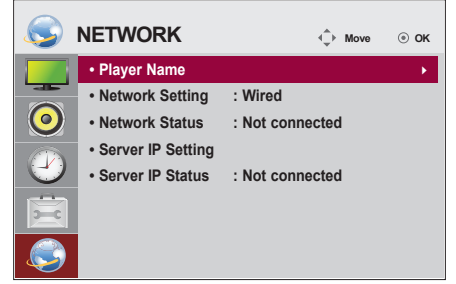 NETWORK Move OK
• Player Name
• Network Setting : Wired
• Network Status : Not connected
• Server IP Setting
• Server IP Status : Not connected